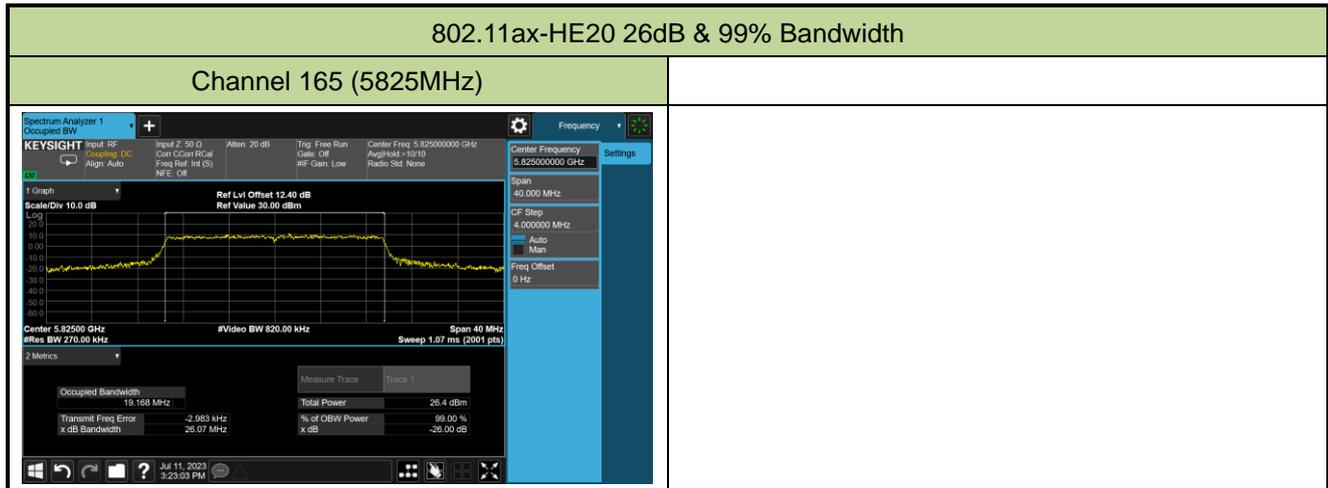 802.11ax-HE20 26dB & 99% Bandwidth
Channel 165 (5825MHz)
Spectrum Analyzer 1
Occupied BW
Frequency
KEYSIGHT
Input: RF
Coupling: DC
Align: Auto
Input Z: 50 Ω
Corr CCorr RCal
Freq Ref: Int (S)
NFE: Off
Atten: 20 dB
Trig: Free Run
Gate: Off
#IF Gain: Low
Center Freq: 5.825000000 GHz
Avg|Hold:>10/10
Radio Std: None
Center Frequency
5.825000000 GHz
Settings
Span
40.000 MHz
CF Step
4.000000 MHz
Auto
Man
Freq Offset
0 Hz
1 Graph
Scale/Div 10.0 dB
Ref Lvl Offset 12.40 dB
Ref Value 30.00 dBm
Log
20.0
10.0
0.00
-10.0
-20.0
-30.0
-40.0
-50.0
-60.0
Center 5.82500 GHz
#Res BW 270.00 kHz
#Video BW 820.00 kHz
Span 40 MHz
Sweep 1.07 ms (2001 pts)
2 Metrics
Measure Trace
Trace 1
Occupied Bandwidth
19.168 MHz
Total Power
26.4 dBm
Transmit Freq Error
-2.983 kHz
% of OBW Power
99.00 %
x dB Bandwidth
26.07 MHz
x dB
-26.00 dB
Jul 11, 2023
3:23:03 PM